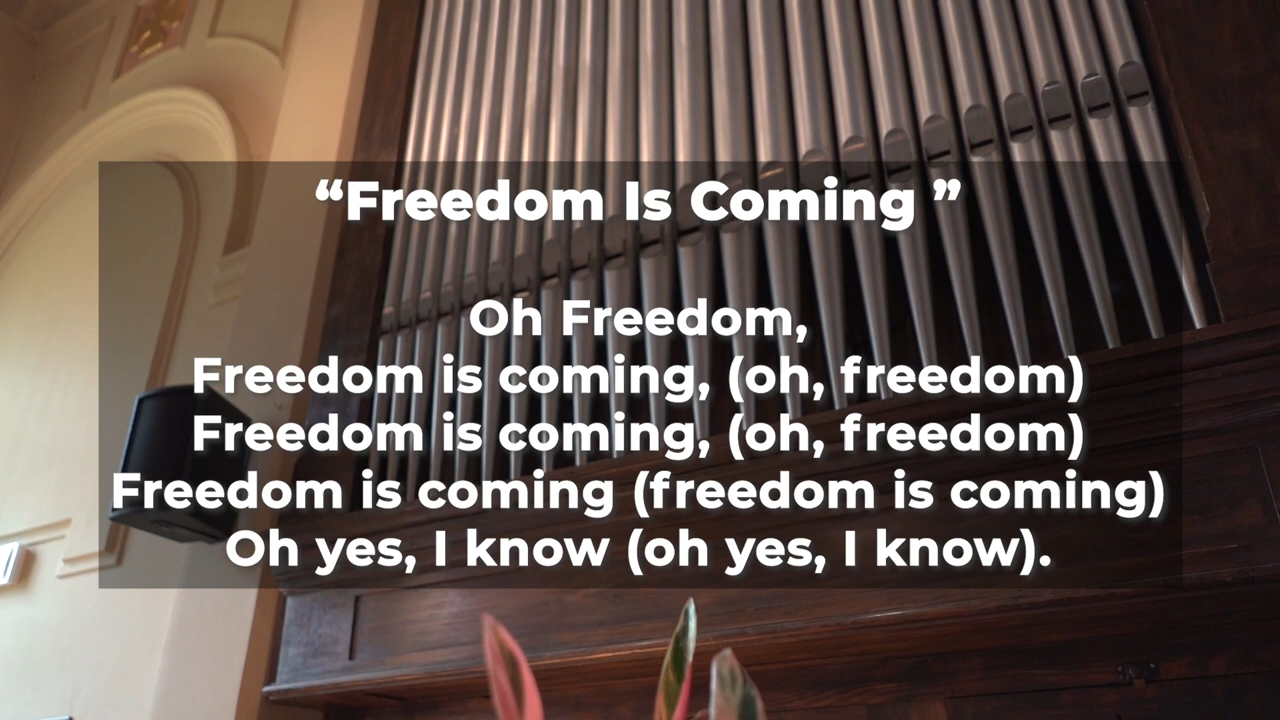 “Freedom Is Coming ”
Oh Freedom,
Freedom is coming, (oh, freedom)
Freedom is coming, (oh, freedom)
Freedom is coming (freedom is coming)
Oh yes, I know (oh yes, I know).